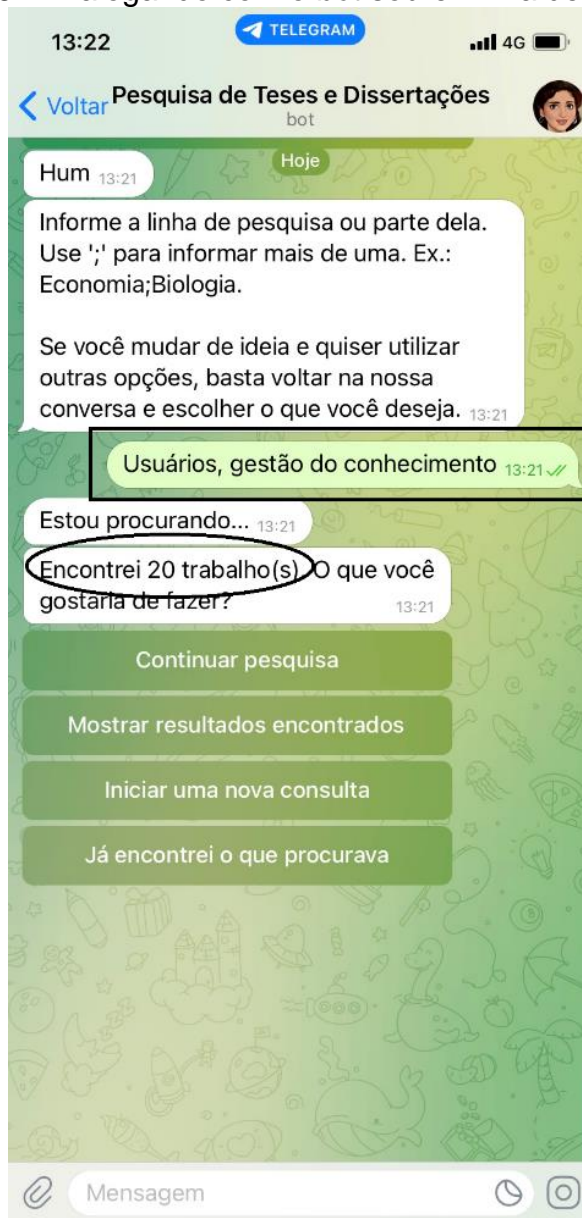 13:22
TELEGRAM
4G
Voltar
Pesquisa de Teses e Dissertações
bot
Hoje
Hum 13:21
Informe a linha de pesquisa ou parte dela.
Use ';' para informar mais de uma. Ex.:
Economia;Biologia.
Se você mudar de ideia e quiser utilizar
outras opções, basta voltar na nossa
conversa e escolher o que você deseja. 13:21
Usuários, gestão do conhecimento 13:21
Estou procurando... 13:21
Encontrei 20 trabalho(s). O que você
gostaria de fazer? 13:21
Continuar pesquisa
Mostrar resultados encontrados
Iniciar uma nova consulta
Já encontrei o que procurava
Mensagem